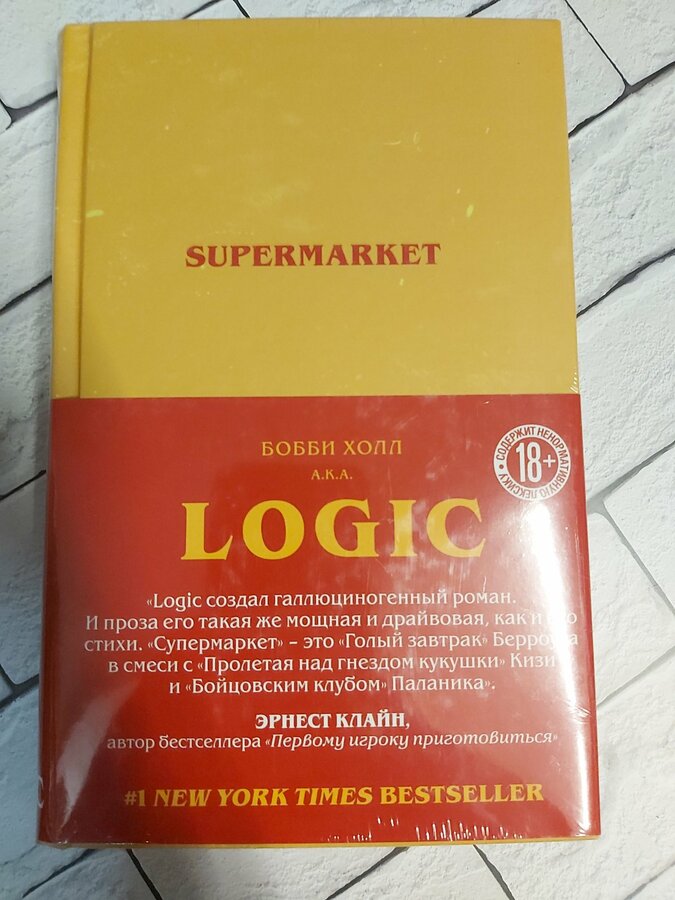 SUPERMARKET
БОББИ ХОЛЛ
А.К.А.
LOGIC
• СОДЕРЖИТ НЕНОРМАТИВНУЮ ЛЕКСИКУ
18+
«Logic создал галлюциногенный роман.
И проза его такая же мощная и драйвовая, как и его
стихи. «Супермаркет» – это «Голый завтрак» Берроуза
в смеси с «Пролетая над гнездом кукушки» Кизи
и «Бойцовским клубом» Паланика».
ЭРНЕСТ КЛАЙН,
автор бестселлера «Первому игроку приготовиться»
#1 NEW YORK TIMES BESTSELLER